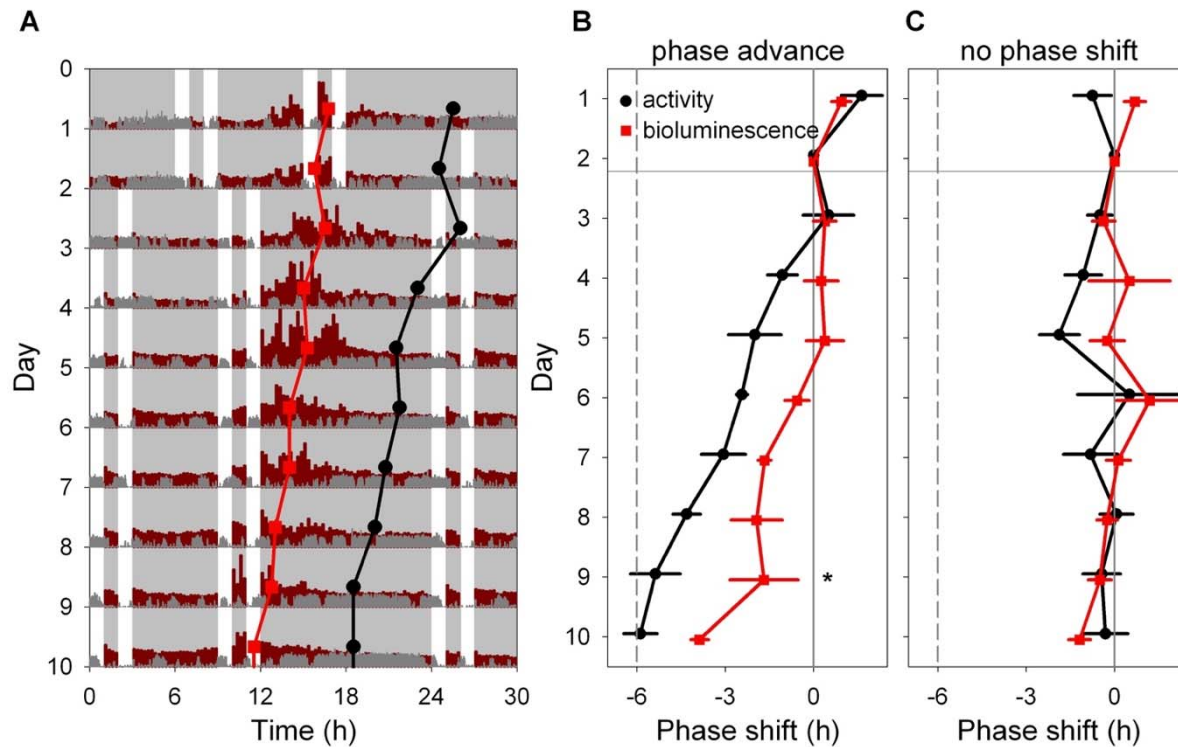 A
B
C
phase advance
no phase shift
activity
bioluminescence
Day
0
1
2
3
4
5
6
7
8
9
10
0
6
12
18
24
30
Time (h)
Day
1
2
3
4
5
6
7
8
9
10
*
-6
-3
0
Phase shift (h)
-6
-3
0
Phase shift (h)